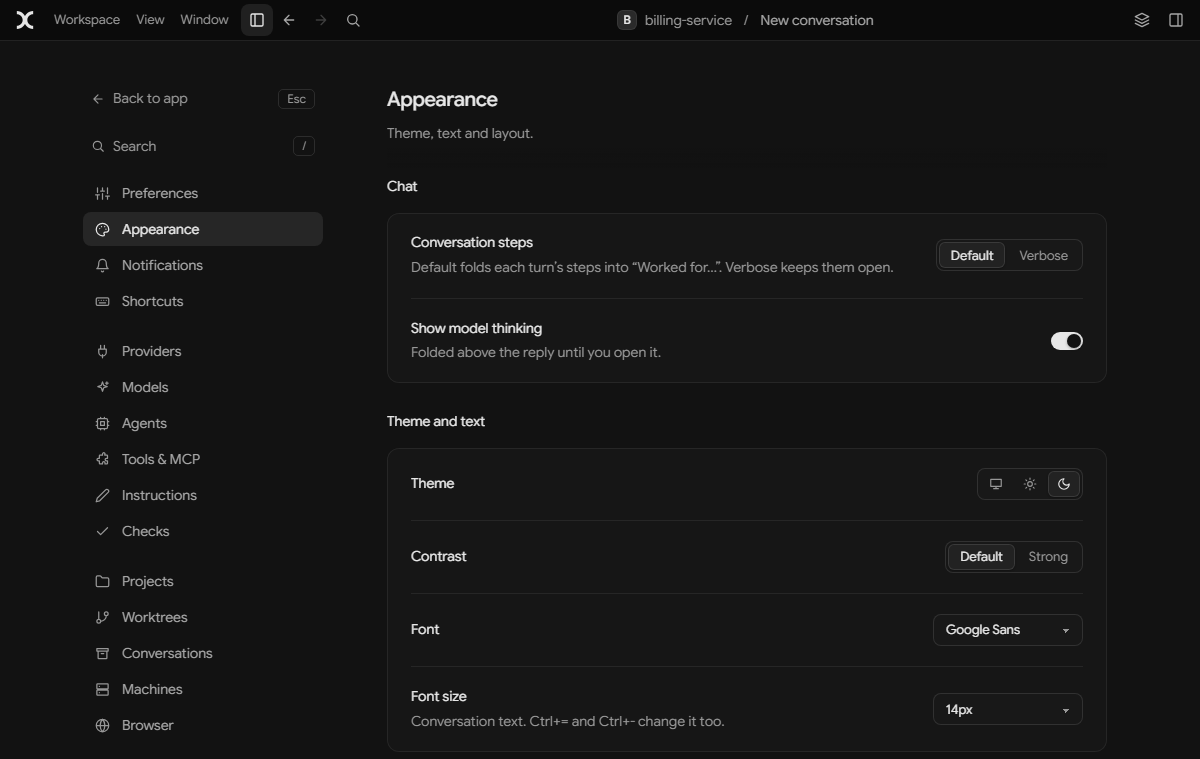 Workspace View Window
B billing-service / New conversation
Back to app Esc
Search /
Preferences
Appearance
Notifications
Shortcuts
Providers
Models
Agents
Tools & MCP
Instructions
Checks
Projects
Worktrees
Conversations
Machines
Browser
Appearance
Theme, text and layout.
Chat
Conversation steps
Default folds each turn’s steps into “Worked for…”. Verbose keeps them open.
Default Verbose
Show model thinking
Folded above the reply until you open it.
Theme and text
Theme
Contrast
Default Strong
Font
Google Sans
Font size
Conversation text. Ctrl+= and Ctrl+- change it too.
14px